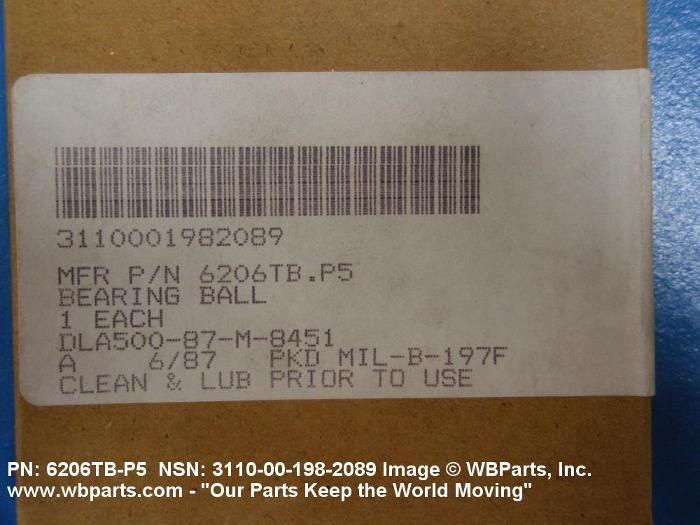 3110001982089
MFR P/N 6206TB.P5
BEARING BALL
1 EACH
DLA500-87-M-8451
A 6/87 PKD MIL-B-197F
CLEAN & LUB PRIOR TO USE
PN: 6206TB-P5 NSN: 3110-00-198-2089 Image © WBParts, Inc.
www.wbparts.com - "Our Parts Keep the World Moving"